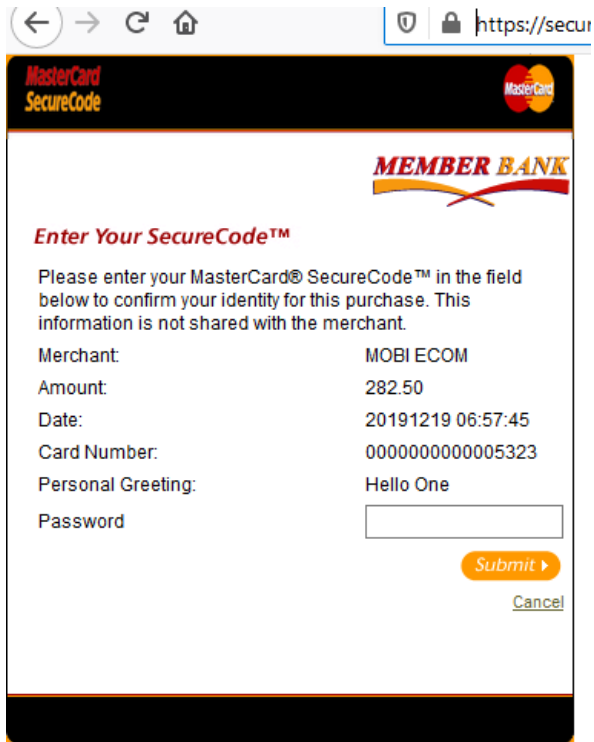 https://secur
MasterCard
SecureCode
MasterCard
MEMBER BANK
Enter Your SecureCode™
Please enter your MasterCard® SecureCode™ in the field
below to confirm your identity for this purchase. This
information is not shared with the merchant.
Merchant: MOBI ECOM
Amount: 282.50
Date: 20191219 06:57:45
Card Number: 0000000000005323
Personal Greeting: Hello One
Password
Submit
Cancel